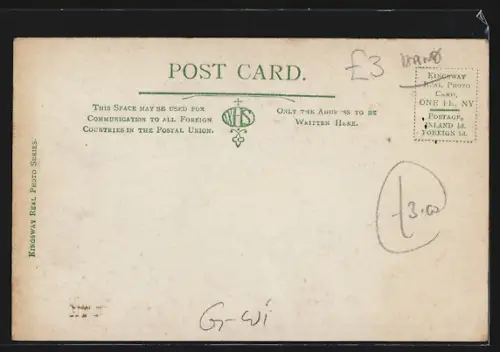 POST CARD.
£3
THIS SPACE MAY BE USED FOR
COMMUNICATION TO ALL FOREIGN
COUNTRIES IN THE POSTAL UNION.
WHS
ONLY THE ADDRESS TO BE
WRITTEN HERE.
KINGSWAY
REAL PHOTO
CARD,
ONE PENNY
POSTAGE,
INLAND ½d.
FOREIGN 1d.
KINGSWAY REAL PHOTO SERIES.
£3.00
G-Wi